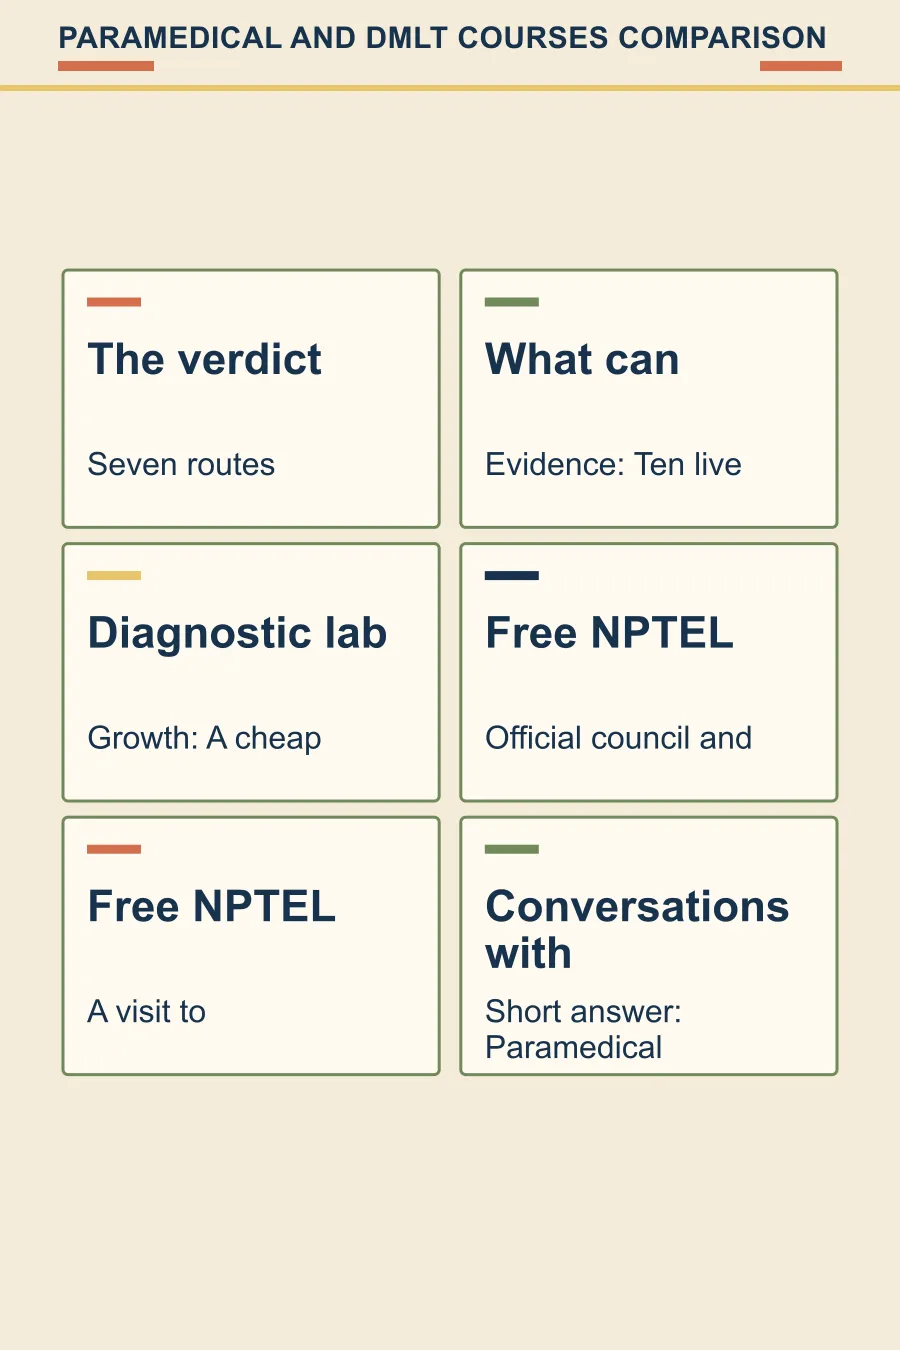 PARAMEDICAL AND DMLT COURSES COMPARISON
The verdict
Seven routes
What can
Evidence: Ten live
Diagnostic lab
Growth: A cheap
Free NPTEL
Official council and
Free NPTEL
A visit to
Conversations
with
Short answer:
Paramedical